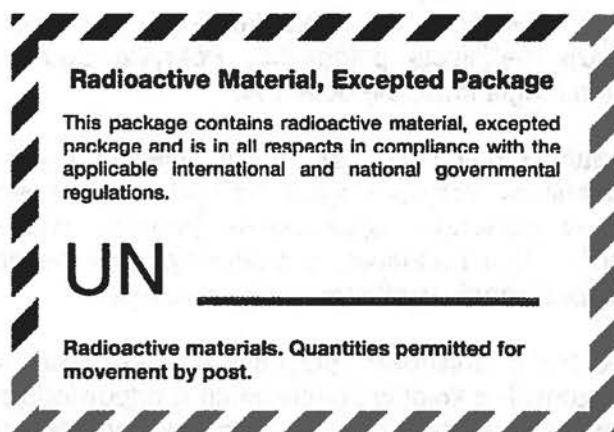 Radioactive Material, Excepted Package
This package contains radioactive material, excepted
package and is in all respects in compliance with the
applicable international and national governmental
regulations.
UN
Radioactive materials. Quantities permitted for
movement by post.